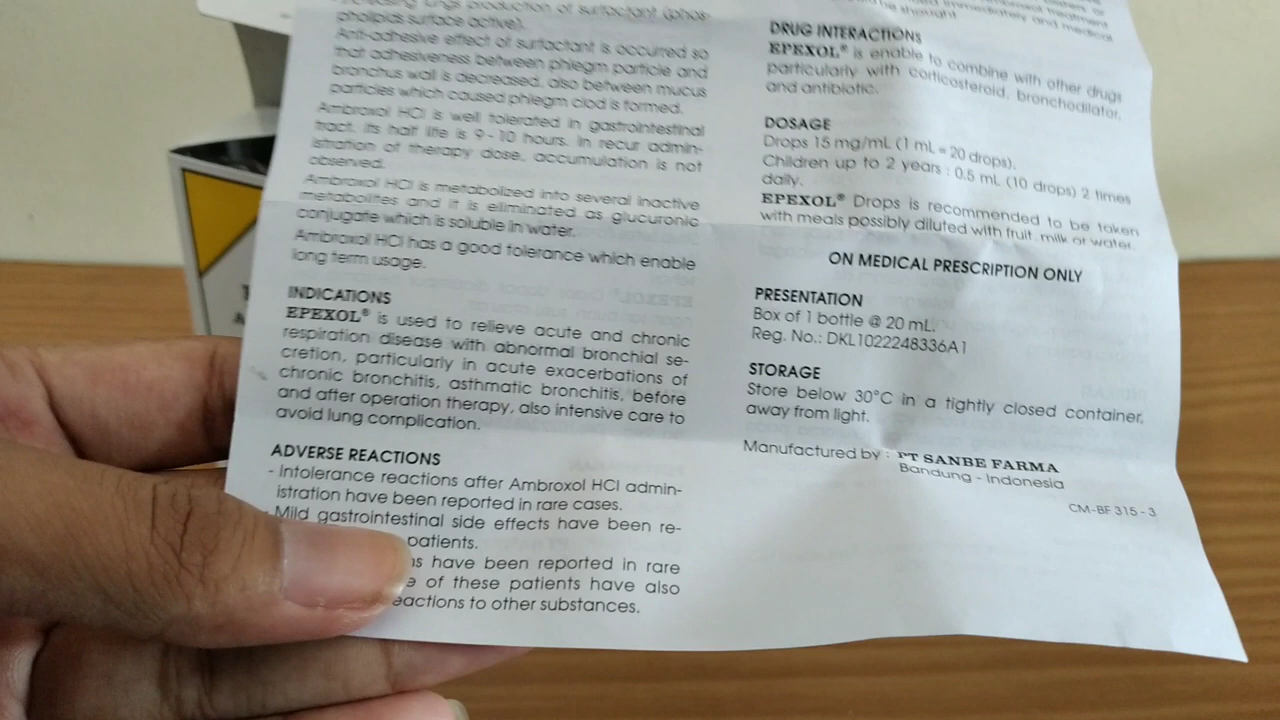 increasing lungs production of surfactant (phos-
pholipids surface active).
Anti-adhesive effect of surfactant is occurred so
that adhesiveness between phlegm particle and
bronchus wall is decreased, also between mucus
particles which caused phlegm clod is formed.
Ambroxol HCl is well tolerated in gastrointestinal
tract, its half life is 9 - 10 hours. In recur admin-
istration of therapy dose, accumulation is not
observed.
Ambroxol HCl is metabolized into several inactive
metabolites and it is eliminated as glucuronic
conjugate which is soluble in water.
Ambroxol HCl has a good tolerance which enable
long term usage.
INDICATIONS
EPEXOL® is used to relieve acute and chronic
respiration disease with abnormal bronchial se-
cretion, particularly in acute exacerbations of
chronic bronchitis, asthmatic bronchitis, before
and after operation therapy, also intensive care to
avoid lung complication.
ADVERSE REACTIONS
- Intolerance reactions after Ambroxol HCl admin-
istration have been reported in rare cases.
- Mild gastrointestinal side effects have been re-
patients.
have been reported in rare
of these patients have also
to other substances.
immediately and medical
DRUG INTERACTIONS
EPEXOL® is enable to combine with other drugs
particularly with corticosteroid, bronchodilator,
and antibiotic.
DOSAGE
Drops 15 mg/mL (1 mL = 20 drops).
Children up to 2 years : 0.5 mL (10 drops) 2 times
daily.
EPEXOL® Drops is recommended to be taken
with meals possibly diluted with fruit, milk or water.
ON MEDICAL PRESCRIPTION ONLY
PRESENTATION
Box of 1 bottle @ 20 mL.
Reg. No.: DKL1022248336A1
STORAGE
Store below 30°C in a tightly closed container,
away from light.
Manufactured by : PT SANBE FARMA
Bandung - Indonesia
CM-BF 315 - 3